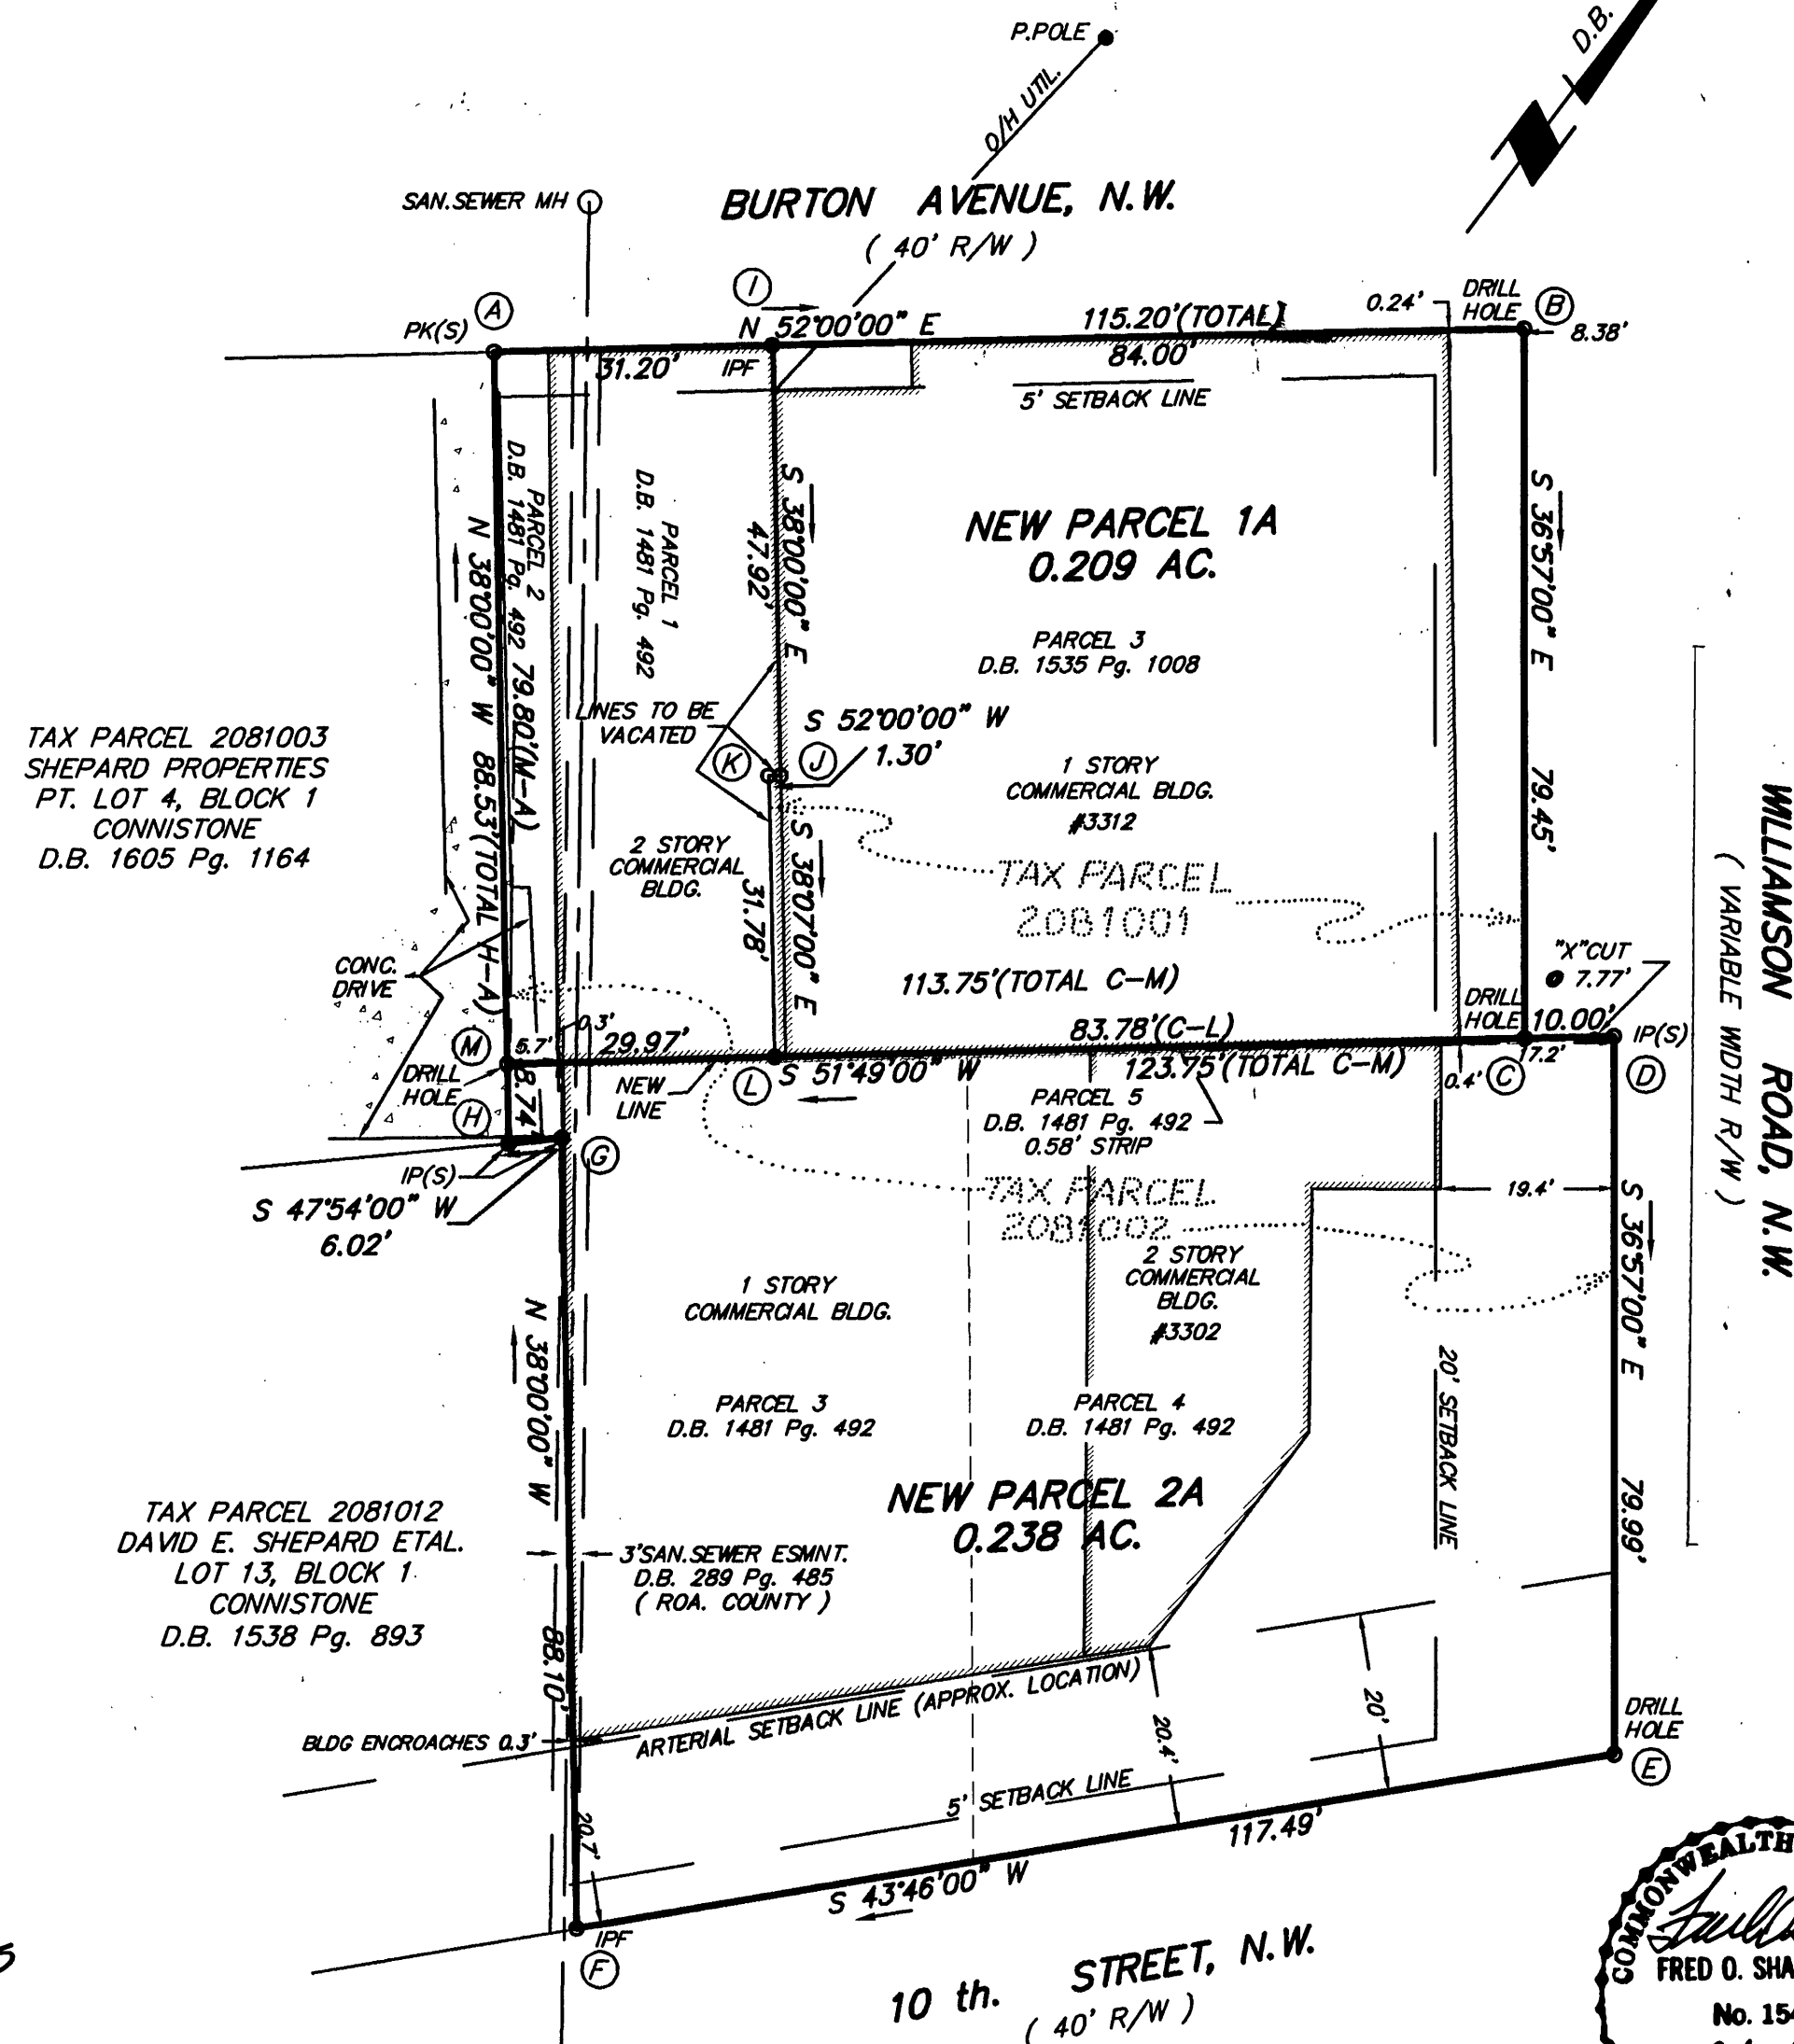 D.B.
P.POLE
O/H UTIL.
SAN.SEWER MH
BURTON AVENUE, N.W.
( 40' R/W )
A
PK(S)
I
N 52°00'00" E
115.20'(TOTAL)
0.24'
DRILL
HOLE
B
8.38'
31.20'
IPF
84.00'
5' SETBACK LINE
PARCEL 2
D.B. 1481 Pg. 492
79.80'(M-A)
N 38°00'00" W 88.53'(TOTAL H-A)
PARCEL 1
D.B. 1481 Pg. 492
S 38°00'00" E
47.92'
NEW PARCEL 1A
0.209 AC.
S 36°57'00" E 79.45'
PARCEL 3
D.B. 1535 Pg. 1008
LINES TO BE
VACATED
S 52°00'00" W
1.30'
K
J
TAX PARCEL 2081003
SHEPARD PROPERTIES
PT. LOT 4, BLOCK 1
CONNISTONE
D.B. 1605 Pg. 1164
1 STORY
COMMERCIAL BLDG.
#3312
2 STORY
COMMERCIAL
BLDG.
31.78'
S 38°07'00" E
TAX PARCEL
2081001
WILLIAMSON ROAD, N.W.
( VARIABLE WIDTH R/W )
CONC.
DRIVE
113.75'(TOTAL C-M)
"X"CUT
7.77'
DRILL
HOLE
10.00'
IP(S)
D
M
5.7'
0.3'
29.97'
83.78'(C-L)
17.2'
DRILL
HOLE
8.74'
NEW
LINE
L
S 51°49'00" W
123.75'(TOTAL C-M)
0.4'
C
H
G
IP(S)
S 47°54'00" W
6.02'
PARCEL 5
D.B. 1481 Pg. 492
0.58' STRIP
TAX PARCEL
2081002
19.4'
S 36°57'00" E 79.99'
1 STORY
COMMERCIAL BLDG.
2 STORY
COMMERCIAL
BLDG.
#3302
N 38°00'00" W 88.10'
20' SETBACK LINE
PARCEL 3
D.B. 1481 Pg. 492
PARCEL 4
D.B. 1481 Pg. 492
NEW PARCEL 2A
0.238 AC.
TAX PARCEL 2081012
DAVID E. SHEPARD ETAL.
LOT 13, BLOCK 1
CONNISTONE
D.B. 1538 Pg. 893
3'SAN.SEWER ESMNT.
D.B. 289 Pg. 485
( ROA. COUNTY )
BLDG ENCROACHES 0.3'
ARTERIAL SETBACK LINE (APPROX. LOCATION)
20.4'
20'
DRILL
HOLE
E
5' SETBACK LINE
20.7'
117.49'
S 43°46'00" W
IPF
F
10 th. STREET, N.W.
( 40' R/W )
5
COMMONWEALTH
FRED O. SHA
No. 154